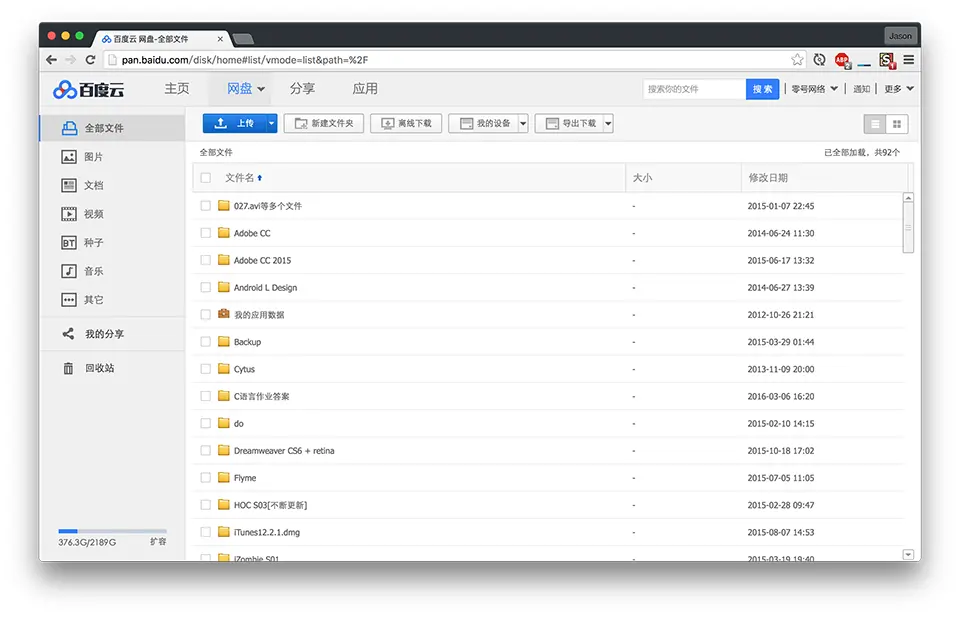 百度云 网盘-全部文件
Jason
pan.baidu.com/disk/home#list/vmode=list&path=%2F
ABP
百度云 主页 网盘 分享 应用 搜索你的文件 搜索 零号网络 通知 更多
全部文件
图片
文档
视频
BT 种子
音乐
其它
我的分享
回收站
376.3G/2189G 扩容
上传 新建文件夹 离线下载 我的设备 导出下载
全部文件 已全部加载，共92个
文件名 大小 修改日期
027.avi等多个文件 - 2015-01-07 22:45
Adobe CC - 2014-06-24 11:30
Adobe CC 2015 - 2015-06-17 13:32
Android L Design - 2014-06-27 13:39
我的应用数据 - 2012-10-26 21:21
Backup - 2015-03-29 01:44
Cytus - 2013-11-09 20:00
C语言作业答案 - 2016-03-06 16:20
do - 2015-02-10 14:15
Dreamweaver CS6 + retina - 2015-10-18 17:02
Flyme - 2015-07-05 11:05
HOC S03[不断更新] - 2015-02-28 09:47
iTunes12.2.1.dmg - 2015-08-07 14:53
iZombie S01 - 2015-03-19 19:40